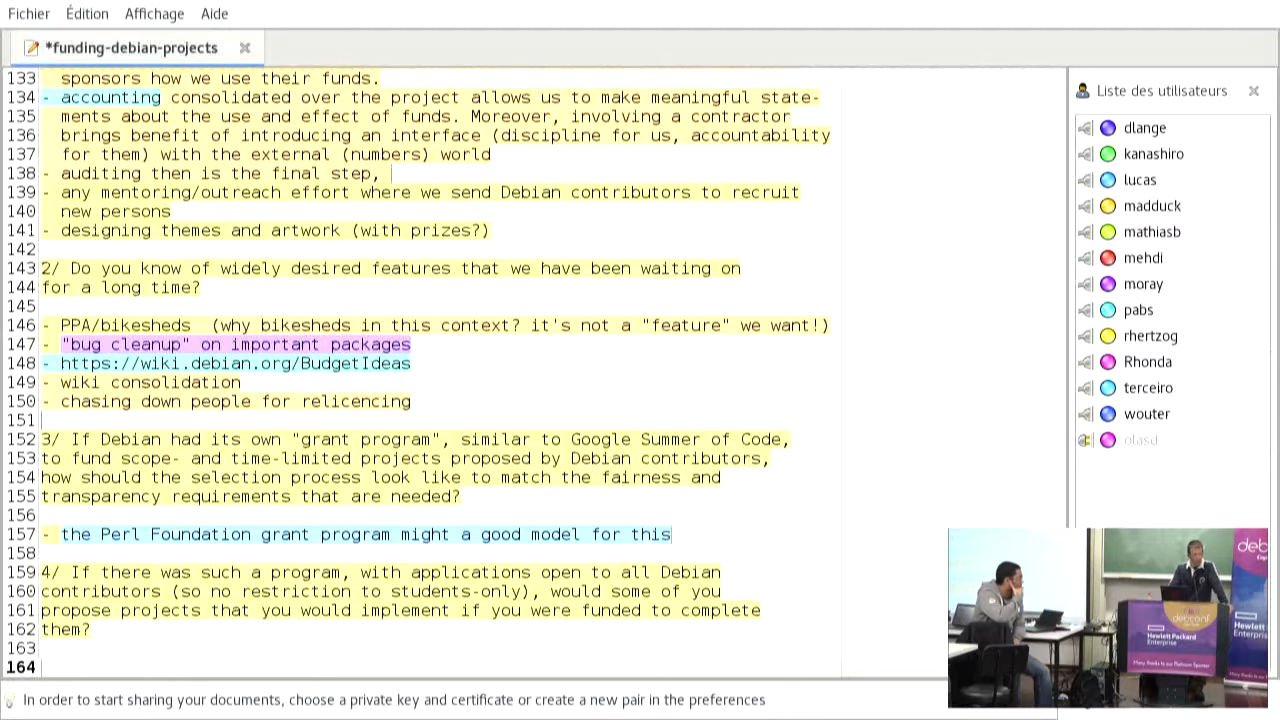 Fichier Édition Affichage Aide
*funding-debian-projects
133 sponsors how we use their funds.
134 - accounting consolidated over the project allows us to make meaningful state-
135 ments about the use and effect of funds. Moreover, involving a contractor
136 brings benefit of introducing an interface (discipline for us, accountability
137 for them) with the external (numbers) world
138 - auditing then is the final step,
139 - any mentoring/outreach effort where we send Debian contributors to recruit
140 new persons
141 - designing themes and artwork (with prizes?)
142
143 2/ Do you know of widely desired features that we have been waiting on
144 for a long time?
145
146 - PPA/bikesheds (why bikesheds in this context? it's not a "feature" we want!)
147 - "bug cleanup" on important packages
148 - https://wiki.debian.org/BudgetIdeas
149 - wiki consolidation
150 - chasing down people for relicencing
151
152 3/ If Debian had its own "grant program", similar to Google Summer of Code,
153 to fund scope- and time-limited projects proposed by Debian contributors,
154 how should the selection process look like to match the fairness and
155 transparency requirements that are needed?
156
157 - the Perl Foundation grant program might a good model for this
158
159 4/ If there was such a program, with applications open to all Debian
160 contributors (so no restriction to students-only), would some of you
161 propose projects that you would implement if you were funded to complete
162 them?
163
164
Liste des utilisateurs
dlange
kanashiro
lucas
madduck
mathiasb
mehdi
moray
pabs
rhertzog
Rhonda
terceiro
wouter
olasd
debconf
Hewlett Packard
Enterprise
Many thanks to our Platinum Sponsor
deb
Hewlett
Enterpris
In order to start sharing your documents, choose a private key and certificate or create a new pair in the preferences